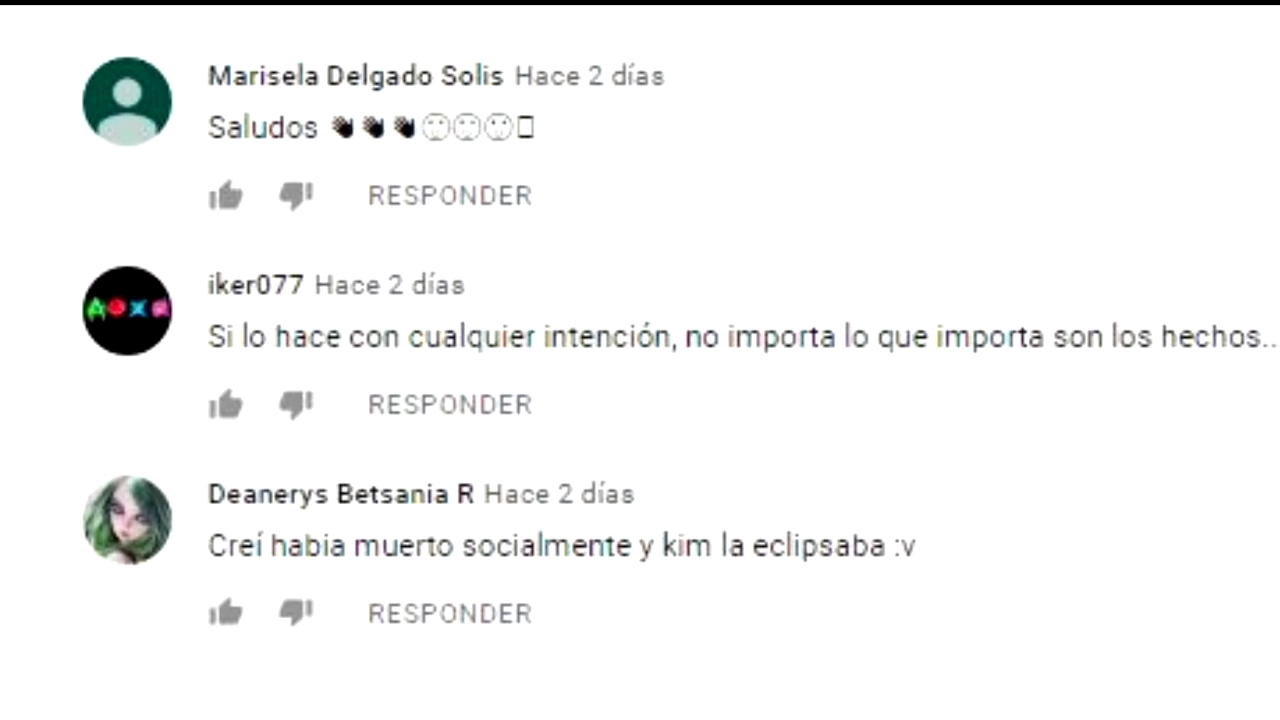 Marisela Delgado Solis Hace 2 días
Saludos 👋👋👋
RESPONDER
iker077 Hace 2 días
Si lo hace con cualquier intención, no importa lo que importa son los hechos..
RESPONDER
Deanerys Betsania R Hace 2 días
Creí habia muerto socialmente y kim la eclipsaba :v
RESPONDER